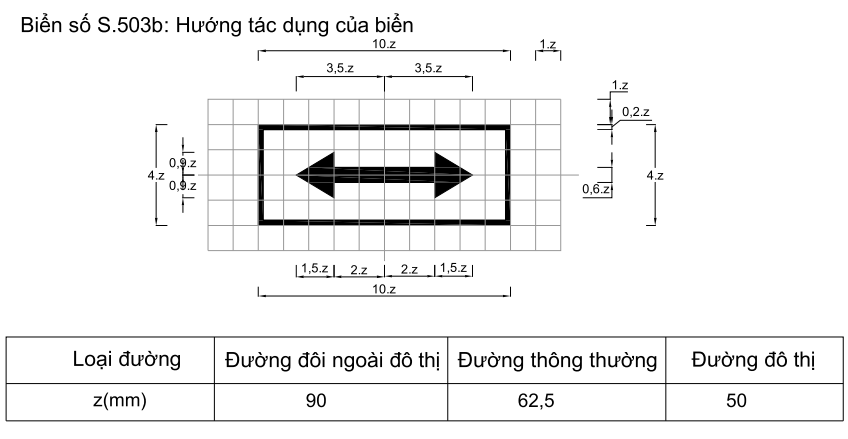 Biển số S.503b: Hướng tác dụng của biển
10.z
1.z
3,5.z
3,5.z
1.z
0,2.z
0,9.z
4.z
0,9.z
4.z
0,6.z
1,5.z
2.z
2.z
1,5.z
10.z
Loại đường Đường đôi ngoài đô thị Đường thông thường Đường đô thị
z(mm) 90 62,5 50